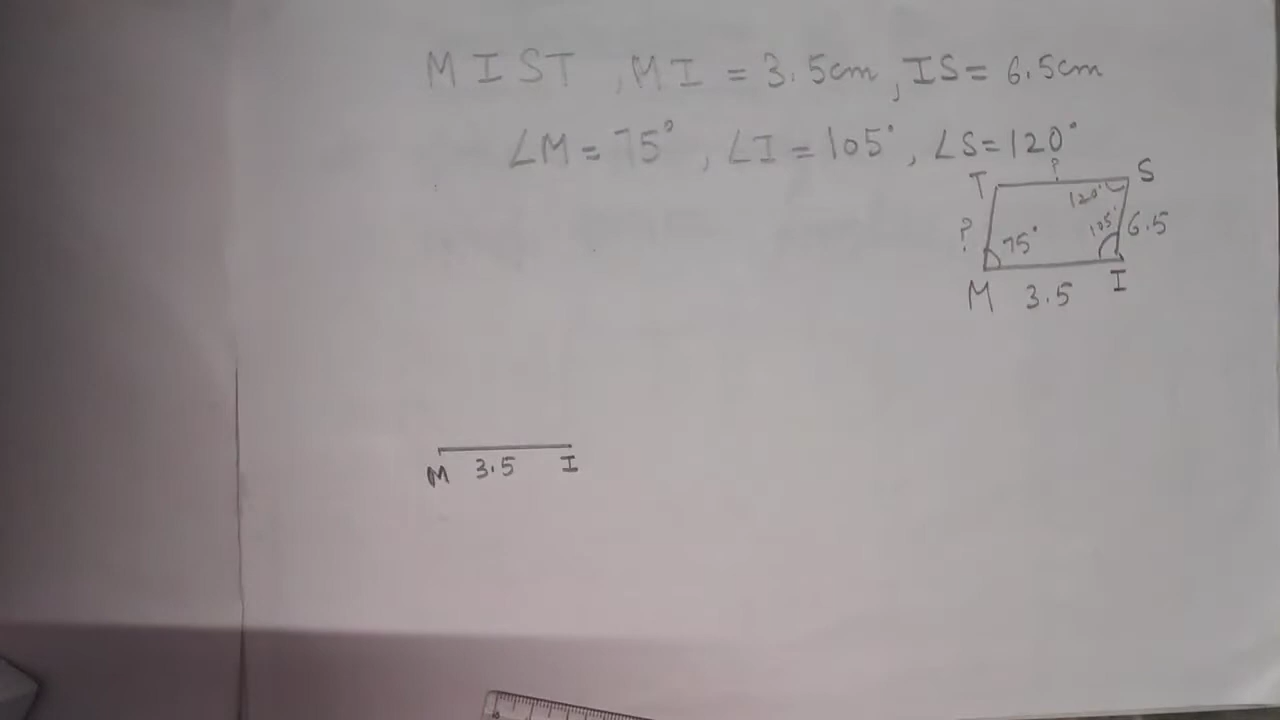 MIST, MI = 3.5cm, IS= 6.5cm
∠M = 75°, ∠I = 105°, ∠S= 120°
T ? S
120°
? 75° 105° 6.5
M 3.5 I
M 3.5 I